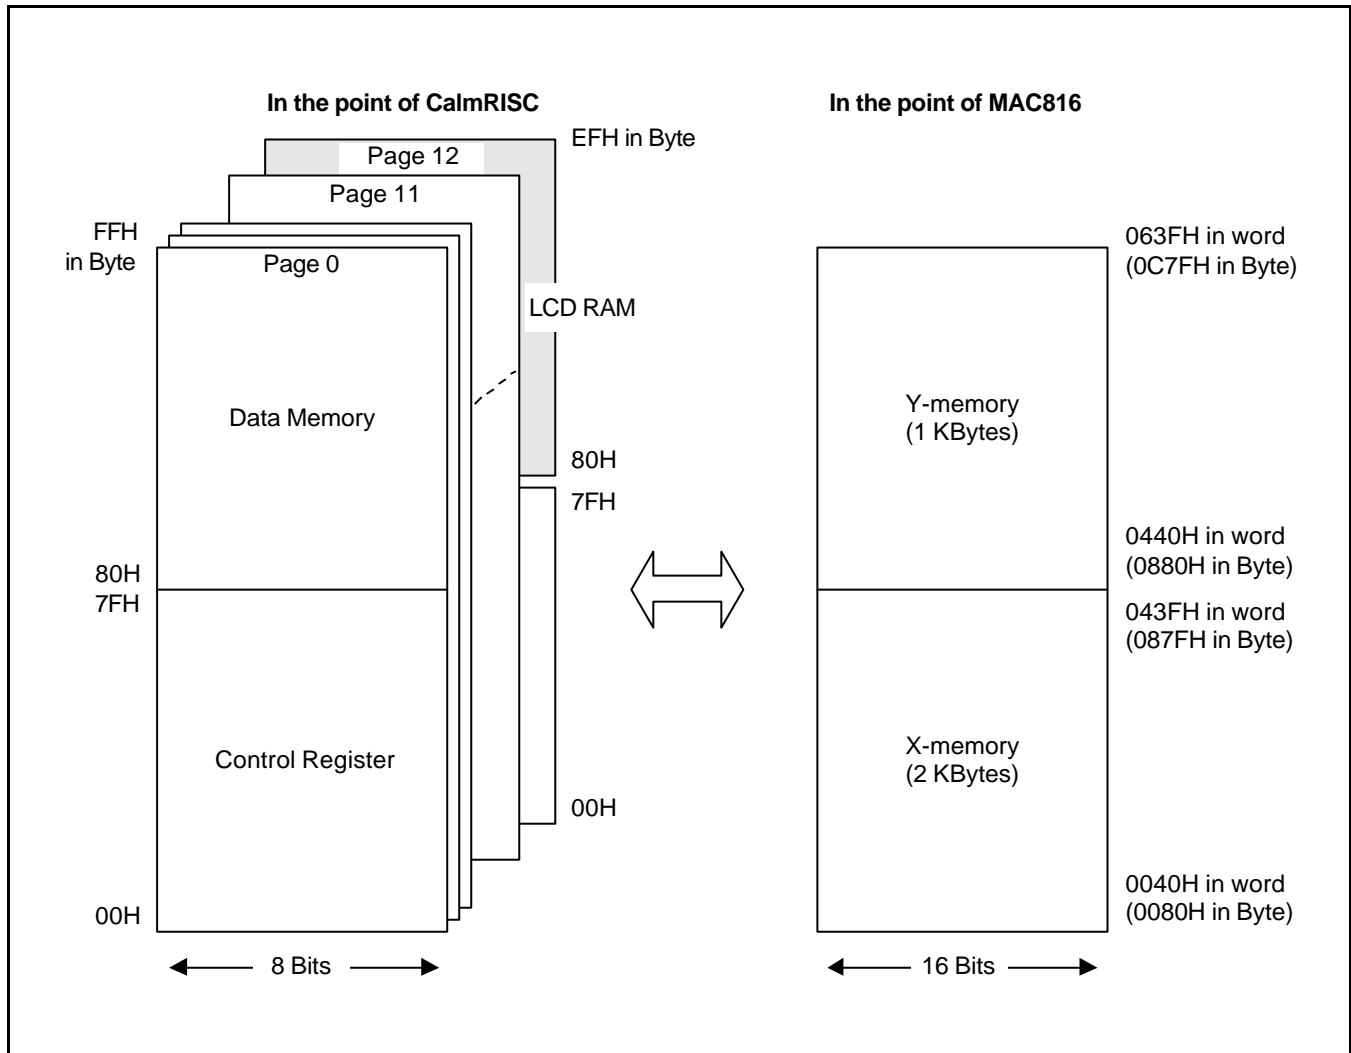 In the point of CalmRISC
In the point of MAC816
EFH in Byte
Page 12
Page 11
FFH
in Byte
Page 0
LCD RAM
Data Memory
80H
7FH
80H
7FH
Control Register
00H
00H
8 Bits
063FH in word
(0C7FH in Byte)
Y-memory
(1 KBytes)
0440H in word
(0880H in Byte)
043FH in word
(087FH in Byte)
X-memory
(2 KBytes)
0040H in word
(0080H in Byte)
16 Bits